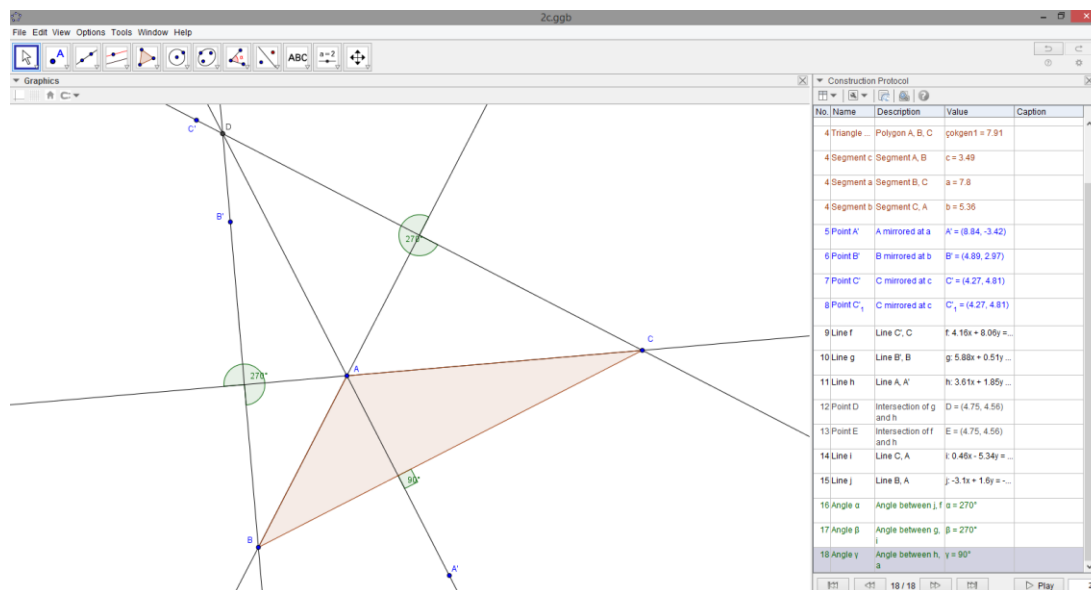 2c.ggb
File Edit View Options Tools Window Help
A
a=2
ABC
Graphics
Construction Protocol
No. Name Description Value Caption
4 Triangle ... Polygon A, B, C çokgen1 = 7.91
4 Segment c Segment A, B c = 3.49
4 Segment a Segment B, C a = 7.8
4 Segment b Segment C, A b = 5.36
5 Point A' A mirrored at a A' = (8.84, -3.42)
6 Point B' B mirrored at b B' = (4.89, 2.97)
7 Point C' C mirrored at c C' = (4.27, 4.81)
8 Point C'1 C mirrored at c C'1 = (4.27, 4.81)
9 Line f Line C', C f: 4.16x + 8.06y =...
10 Line g Line B', B g: 5.88x + 0.51y ...
11 Line h Line A, A' h: 3.61x + 1.85y ...
12 Point D Intersection of g D = (4.75, 4.56)
and h
13 Point E Intersection of f E = (4.75, 4.56)
and h
14 Line i Line C, A i: 0.46x - 5.34y = ...
15 Line j Line B, A j: -3.1x + 1.6y = -...
16 Angle α Angle between j, f α = 270°
17 Angle β Angle between g, β = 270°
i
18 Angle γ Angle between h, γ = 90°
a
18 / 18
Play
2
C'
D
B'
270°
C
270°
A
90°
B
A'